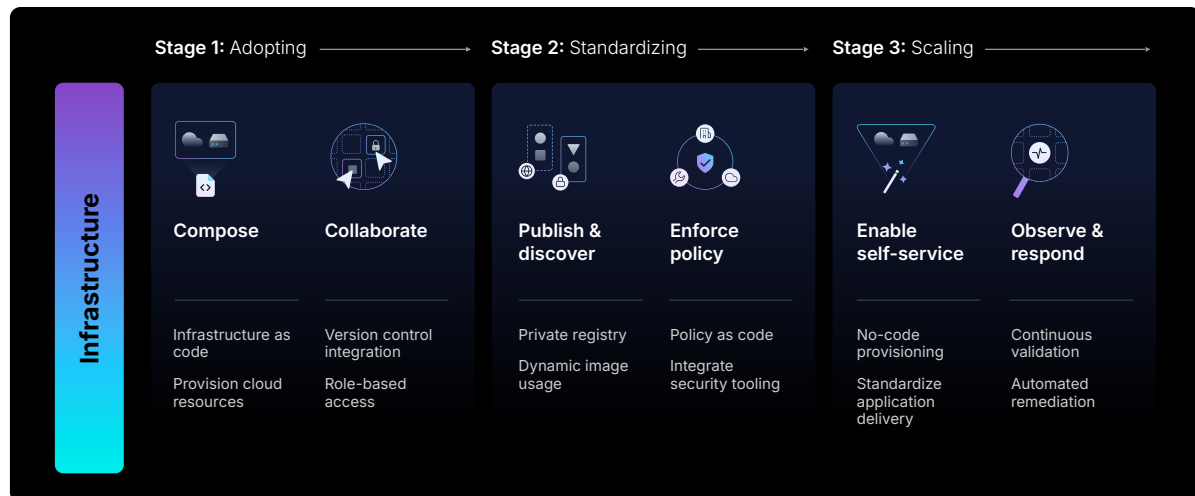 Stage 1: Adopting
Stage 2: Standardizing
Stage 3: Scaling
Infrastructure
Compose
Infrastructure as
code
Provision cloud
resources
Collaborate
Version control
integration
Role-based
access
Publish &
discover
Private registry
Dynamic image
usage
Enforce
policy
Policy as code
Integrate
security tooling
Enable
self-service
No-code
provisioning
Standardize
application
delivery
Observe &
respond
Continuous
validation
Automated
remediation